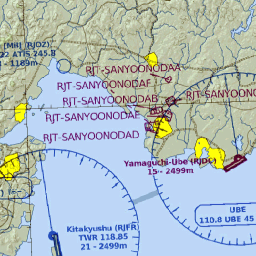 [MIL] (RJOZ)
22 ATIS 245.8
- 1189m
RJT-SANYOONODAA
RJT-SANYOONODAF
RJT-SANYOONODAB
RJT-SANYOONO
RJT-SANYOONODAE
RJT-SANYOONODAD
Yamaguchi-Ube (RJDC)
15 - 2499m
UBE
110.8 UBE 45
Kitakyushu (RJFR
TWR 118.85
21 - 2499m